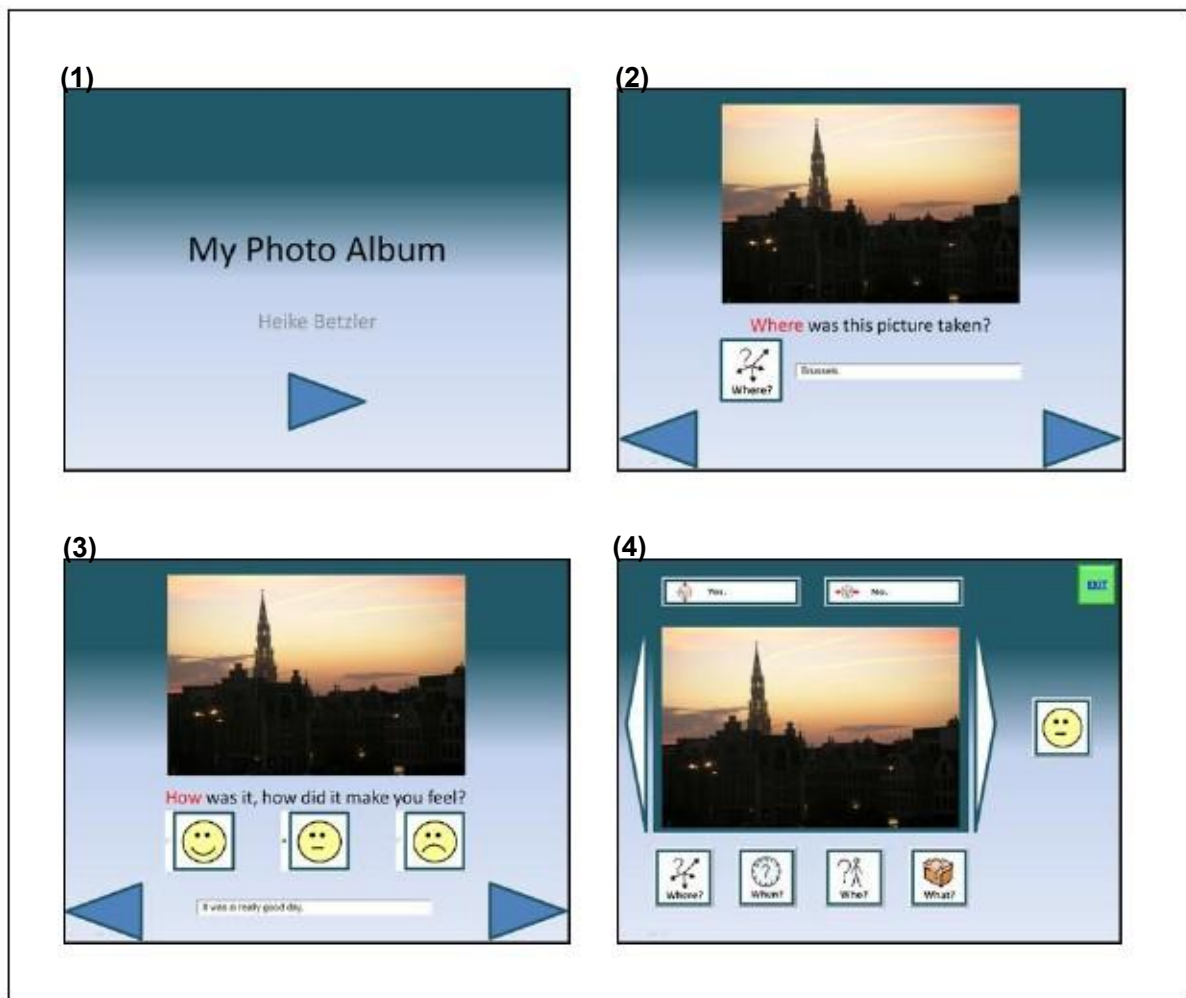 (1)
My Photo Album
Heike Betzler
(2)
Where was this picture taken?
Where?
Brussels
(3)
How was it, how did it make you feel?
It was a really good day.
(4)
Yes.
No.
EXIT
Where?
When?
Who?
What?